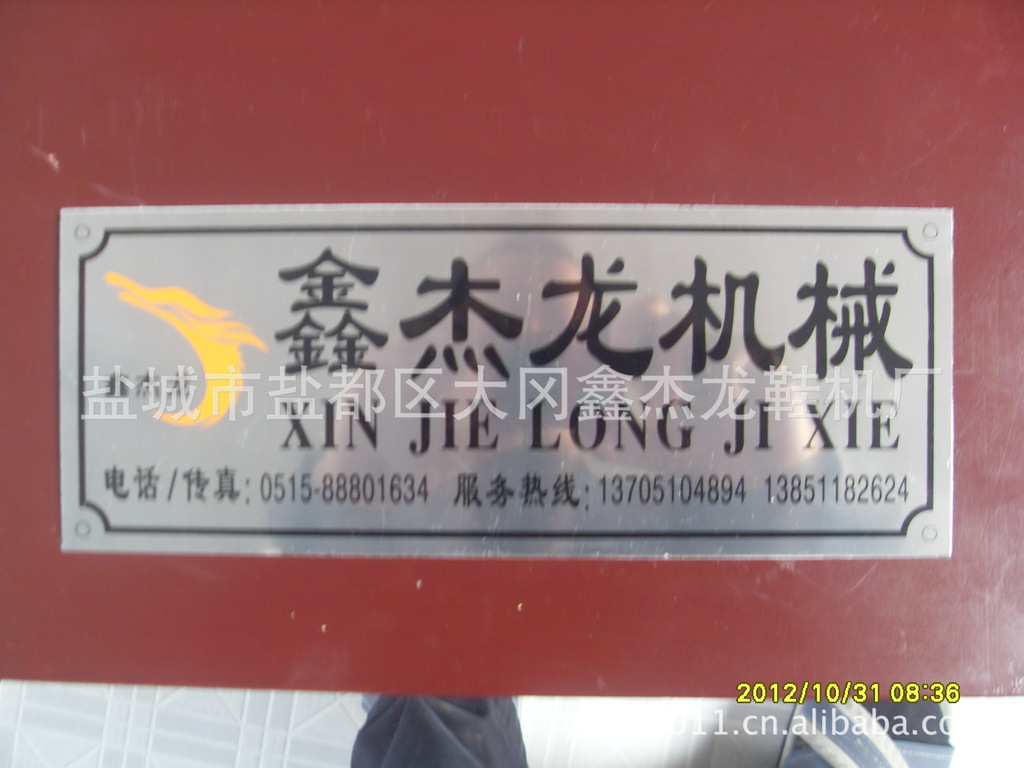 鑫杰龙机械
盐城市盐都区大冈鑫杰龙鞋机厂
XIN JIE LONG JI XIE
电话/传真:0515-88801634 服务热线:13705104894 13851182624
2012/10/31 08:36
011.cn.alibaba.co